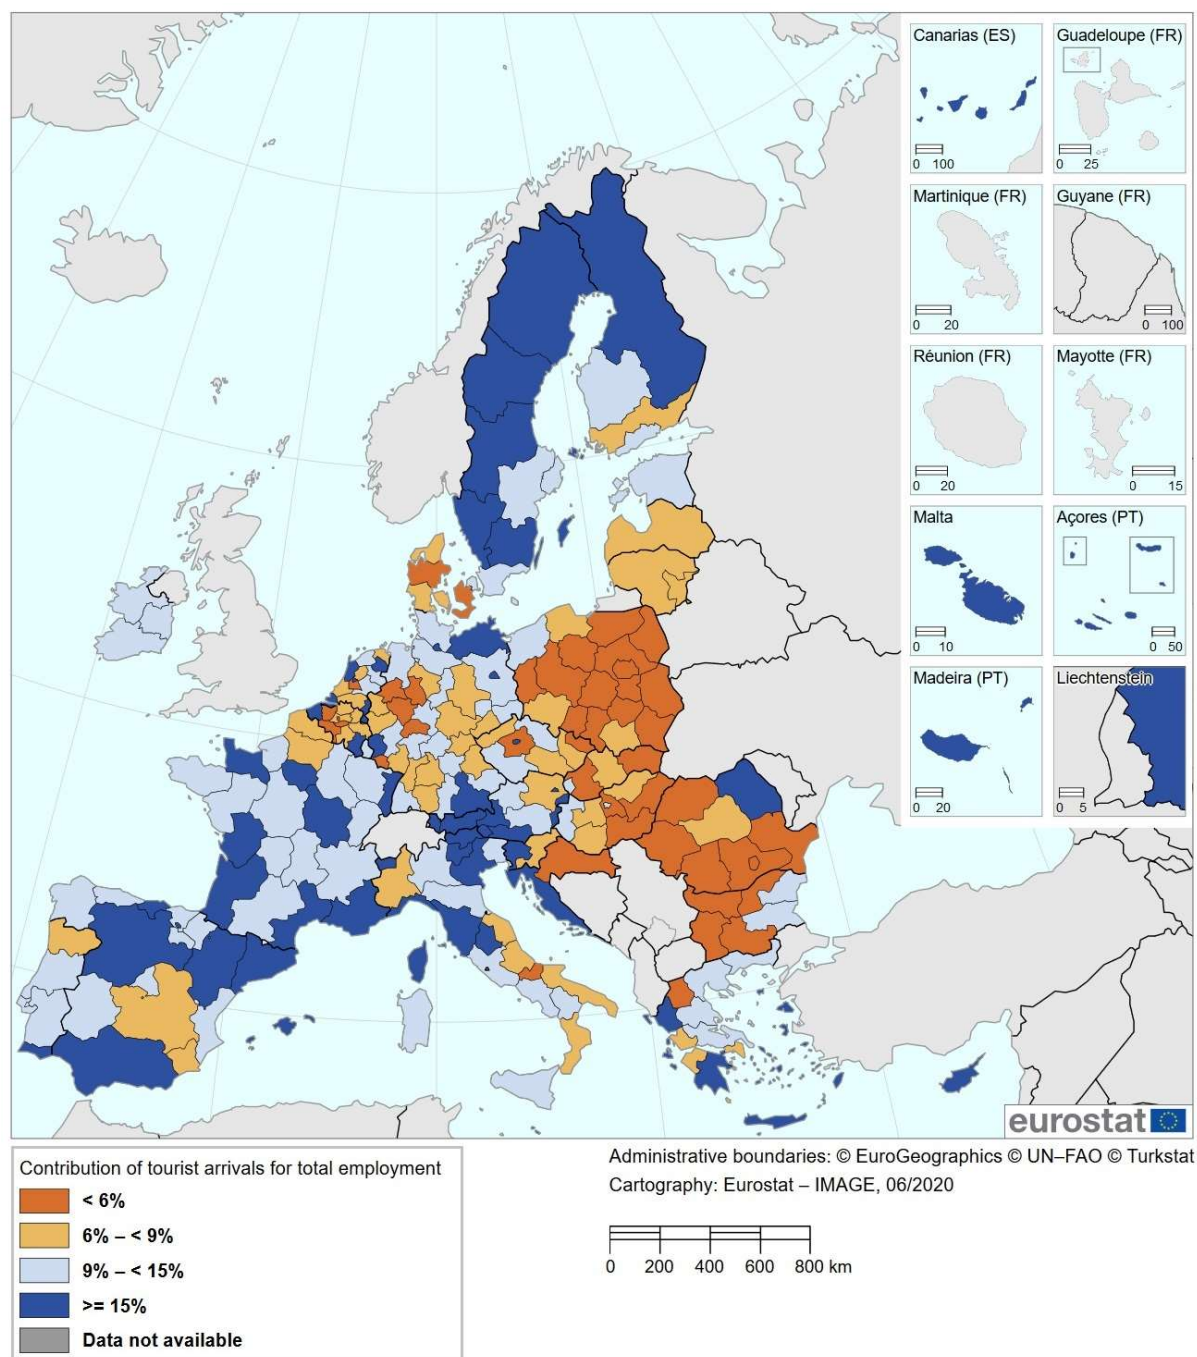 Canarias (ES)
0 100
Guadeloupe (FR)
0 25
Martinique (FR)
0 20
Guyane (FR)
0 100
Réunion (FR)
0 20
Mayotte (FR)
0 15
Malta
0 10
Açores (PT)
0 50
Madeira (PT)
0 20
Liechtenstein
0 5
eurostat
Administrative boundaries: © EuroGeographics © UN–FAO © Turkstat
Cartography: Eurostat – IMAGE, 06/2020
0 200 400 600 800 km
Contribution of tourist arrivals for total employment
< 6%
6% – < 9%
9% – < 15%
>= 15%
Data not available